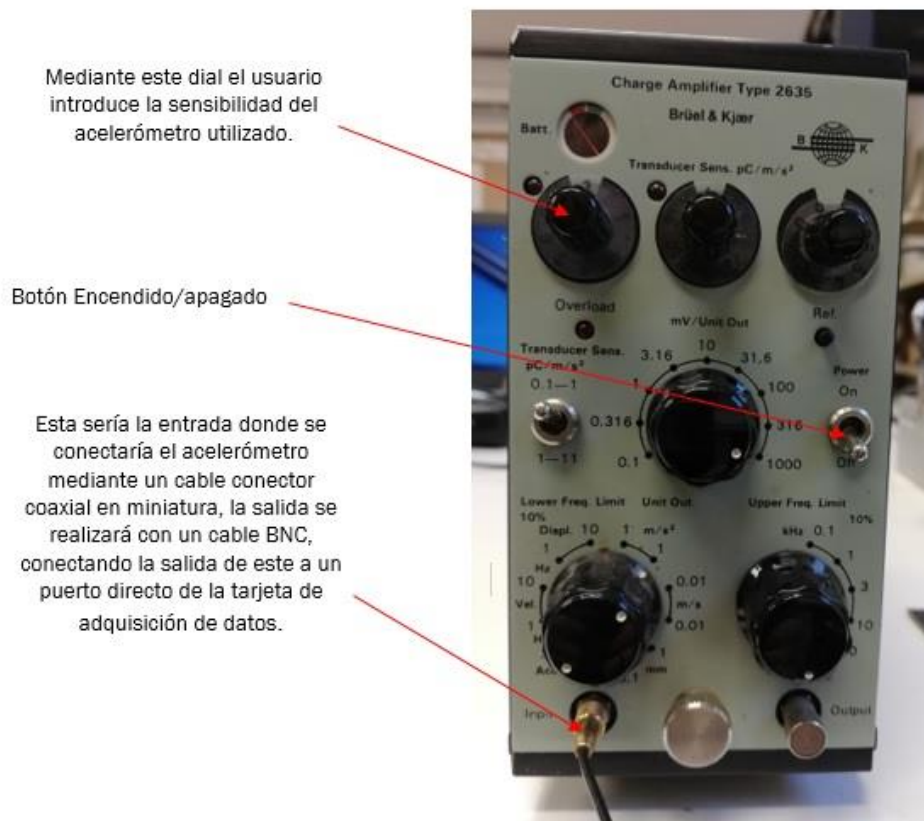 Mediante este dial el usuario
introduce la sensibilidad del
acelerómetro utilizado.
Botón Encendido/apagado
Esta sería la entrada donde se
conectaría el acelerómetro
mediante un cable conector
coaxial en miniatura, la salida se
realizará con un cable BNC,
conectando la salida de este a un
puerto directo de la tarjeta de
adquisición de datos.
Charge Amplifier Type 2635
Brüel & Kjær
Batt.
B K
Transducer Sens. pC/m/s²
Overload
Ref.
mV/Unit Out
Transducer Sens.
pC/m/s²
0.1—1
1—11
0.1
0.316
1
3.16
10
31,6
100
316
1000
Power
On
Off
Lower Freq. Limit
10%
Displ. 10
1
Hz
10
Vel.
1
Unit Out
1 m/s²
1
0.01
m/s
0.01
1
mm
0.1
Upper Freq. Limit
10%
kHz 0.1
1
3
10
Output